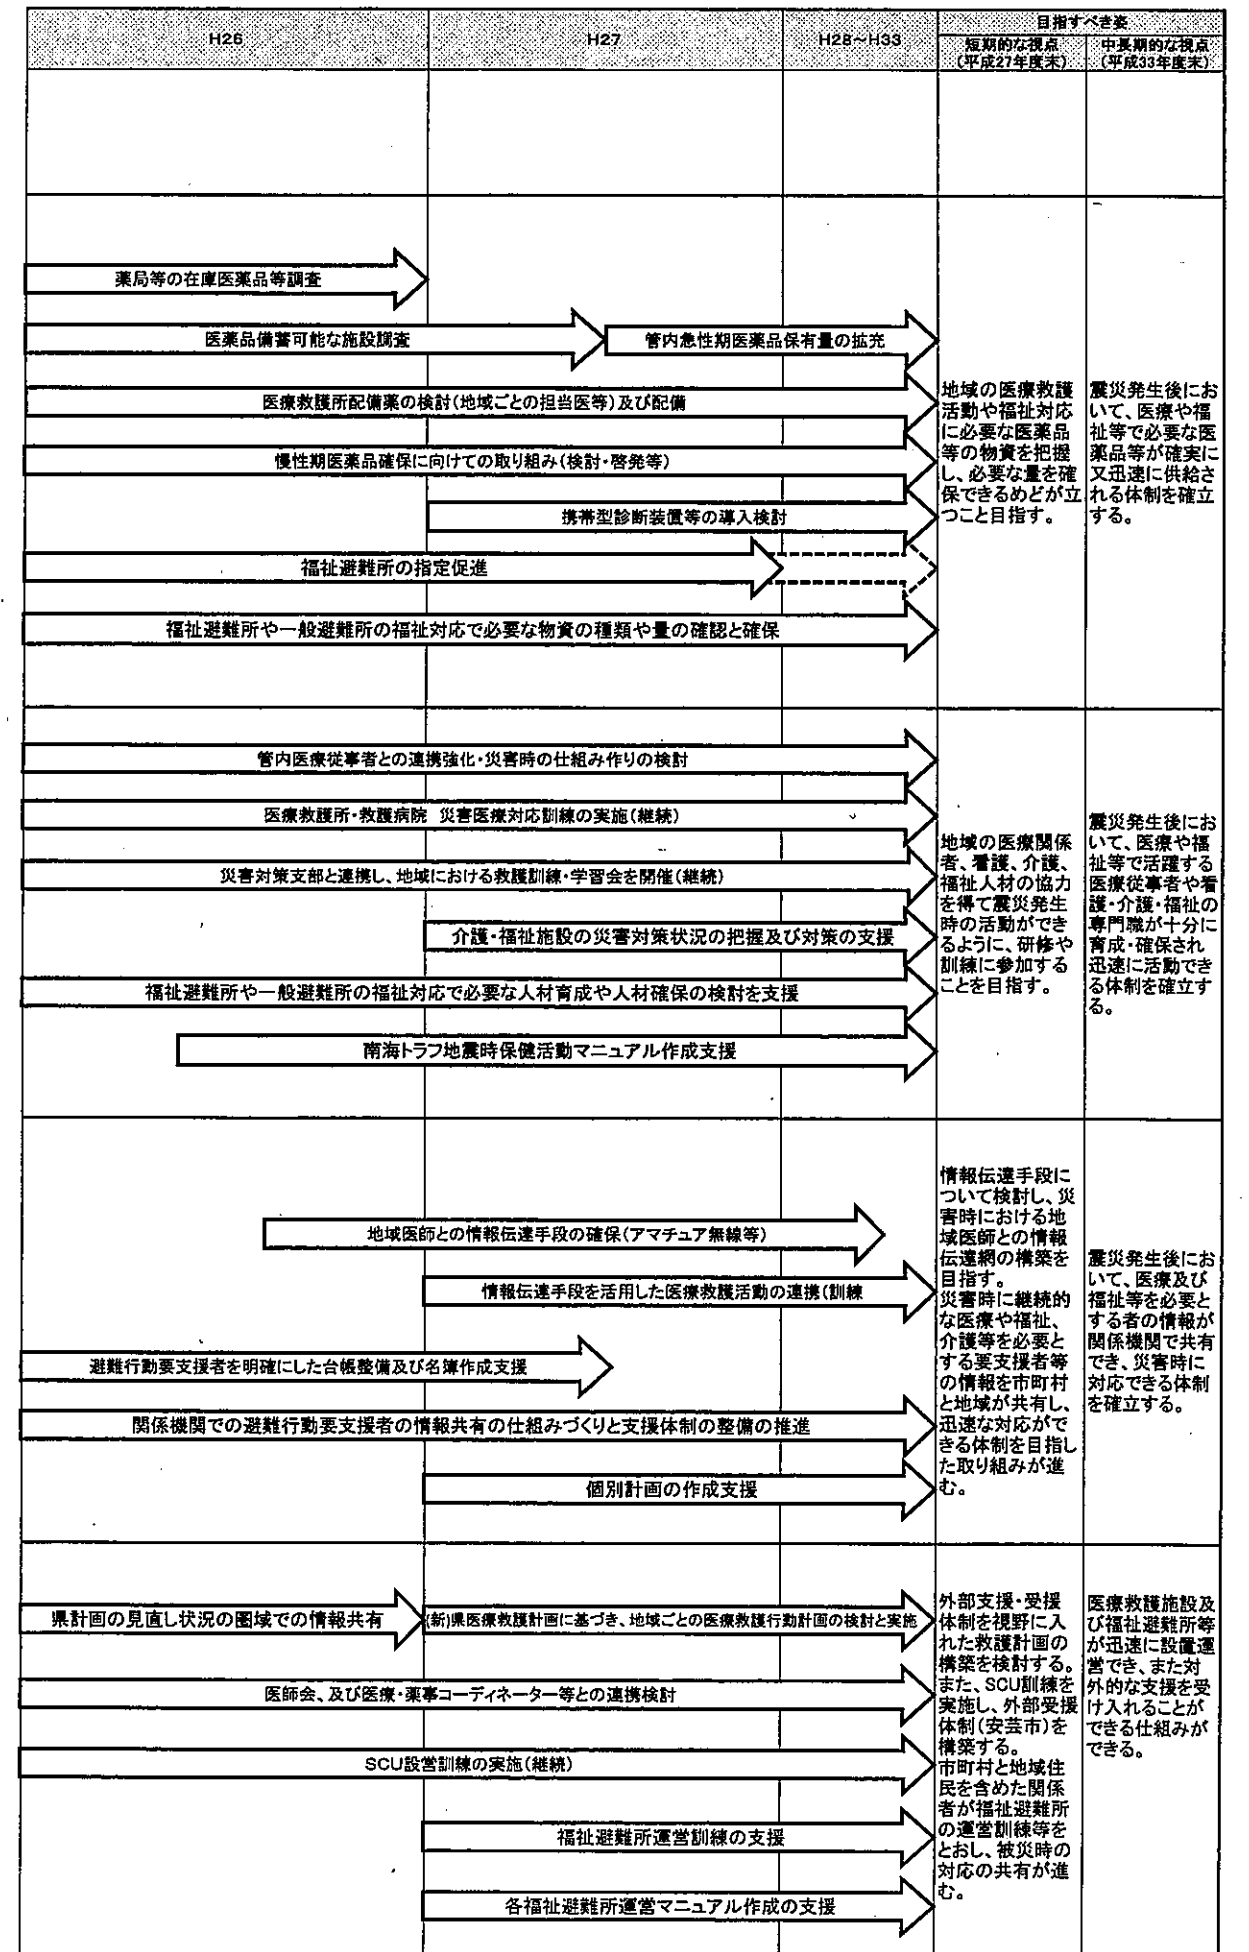 H26
H27
H28～H33
目指すべき姿
短期的な視点
(平成27年度末)
中長期的な視点
(平成33年度末)
薬局等の在庫医薬品等調査
医薬品備蓄可能な施設調査
管内急性期医薬品保有量の拡充
医療救護所配備薬の検討(地域ごとの担当医等)及び配備
慢性期医薬品確保に向けての取り組み(検討・啓発等)
携帯型診断装置等の導入検討
福祉避難所の指定促進
福祉避難所や一般避難所の福祉対応で必要な物資の種類や量の確認と確保
地域の医療救護
活動や福祉対応
に必要な医薬品
等の物資を把握
し、必要な量を確
保できるめどが立
つこと目指す。
震災発生後にお
いて、医療や福
祉等で必要な医
薬品等が確実に
又迅速に供給さ
れる体制を確立
する。
管内医療従事者との連携強化・災害時の仕組み作りの検討
医療救護所・救護病院 災害医療対応訓練の実施(継続)
災害対策支部と連携し、地域における救護訓練・学習会を開催(継続)
介護・福祉施設の災害対策状況の把握及び対策の支援
福祉避難所や一般避難所の福祉対応で必要な人材育成や人材確保の検討を支援
南海トラフ地震時保健活動マニュアル作成支援
地域の医療関係
者、看護、介護、
福祉人材の協力
を得て震災発生
時の活動ができ
るように、研修や
訓練に参加する
ことを目指す。
震災発生後にお
いて、医療や福
祉等で活躍する
医療従事者や看
護・介護・福祉の
専門職が十分に
育成・確保され
迅速に活動でき
る体制を確立す
る。
地域医師との情報伝達手段の確保(アマチュア無線等)
情報伝達手段を活用した医療救護活動の連携(訓練
避難行動要支援者を明確にした台帳整備及び名簿作成支援
関係機関での避難行動要支援者の情報共有の仕組みづくりと支援体制の整備の推進
個別計画の作成支援
情報伝達手段に
ついて検討し、災
害時における地
域医師との情報
伝達網の構築を
目指す。
災害時に継続的
な医療や福祉、
介護等を必要と
する要支援者等
の情報を市町村
と地域が共有し、
迅速な対応がで
きる体制を目指し
た取り組みが進
む。
震災発生後にお
いて、医療及び
福祉等を必要と
する者の情報が
関係機関で共有
でき、災害時に
対応できる体制
を確立する。
県計画の見直し状況の圏域での情報共有
(新)県医療救護計画に基づき、地域ごとの医療救護行動計画の検討と実施
医師会、及び医療・薬事コーディネーター等との連携検討
SCU設営訓練の実施(継続)
福祉避難所運営訓練の支援
各福祉避難所運営マニュアル作成の支援
外部支援・受援
体制を視野に入
れた救護計画の
構築を検討する。
また、SCU訓練を
実施し、外部受援
体制(安芸市)を
構築する。
市町村と地域住
民を含めた関係
者が福祉避難所
の運営訓練等を
とおし、被災時の
対応の共有が進
む。
医療救護施設及
び福祉避難所等
が迅速に設置運
営でき、また対
外的な支援を受
け入れることが
できる仕組みが
できる。